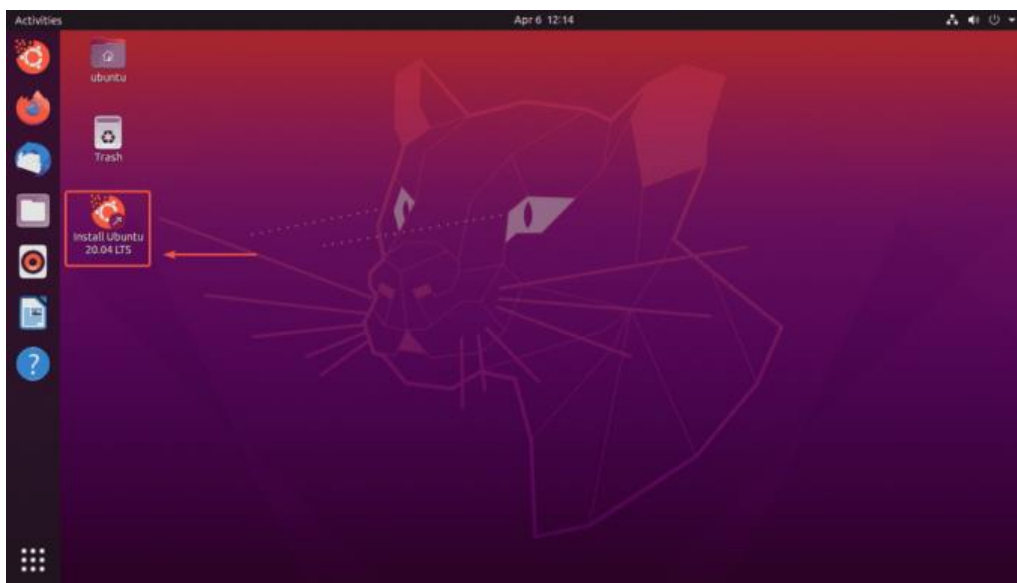 Activities
Apr 6 12:14
ubuntu
Trash
Install Ubuntu
20.04 LTS
?